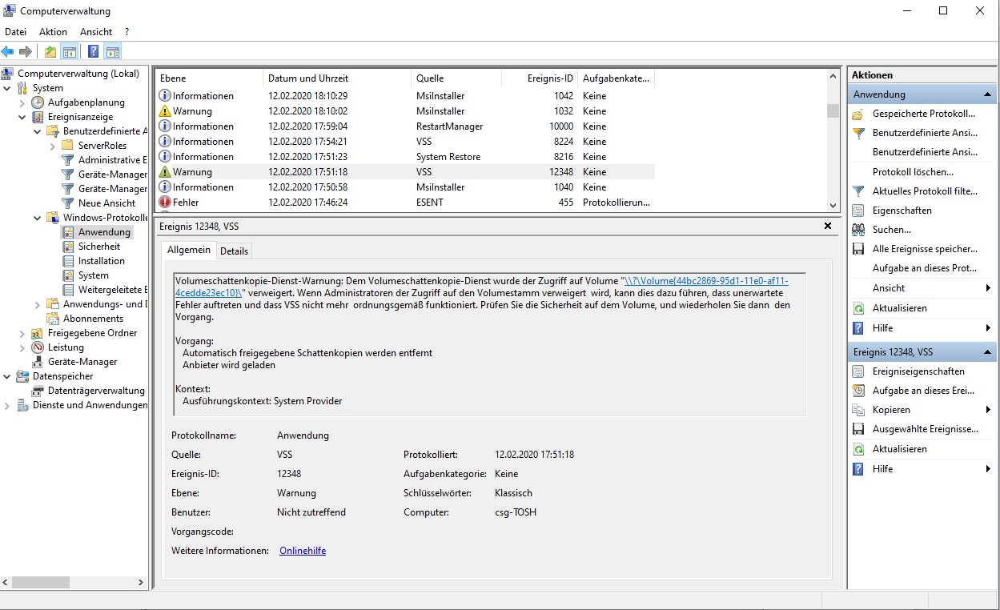 Computerverwaltung
Datei Aktion Ansicht ?
Computerverwaltung (Lokal)
System
Aufgabenplanung
Ereignisanzeige
Benutzerdefinierte A
ServerRoles
Administrative E
Geräte-Manager
Geräte-Manager
Neue Ansicht
Windows-Protokolle
Anwendung
Sicherheit
Installation
System
Weitergeleitete E
Anwendungs- und D
Abonnements
Freigegebene Ordner
Leistung
Geräte-Manager
Datenspeicher
Datenträgerverwaltung
Dienste und Anwendungen
Ebene Datum und Uhrzeit Quelle Ereignis-ID Aufgabenkate...
Informationen 12.02.2020 18:10:29 MsiInstaller 1042 Keine
Warnung 12.02.2020 18:10:02 MsiInstaller 1032 Keine
Informationen 12.02.2020 17:59:04 RestartManager 10000 Keine
Informationen 12.02.2020 17:54:21 VSS 8224 Keine
Informationen 12.02.2020 17:51:23 System Restore 8216 Keine
Warnung 12.02.2020 17:51:18 VSS 12348 Keine
Informationen 12.02.2020 17:50:58 MsiInstaller 1040 Keine
Fehler 12.02.2020 17:46:24 ESENT 455 Protokollierun...
Ereignis 12348, VSS
Allgemein Details
Volumeschattenkopie-Dienst-Warnung: Dem Volumeschattenkopie-Dienst wurde der Zugriff auf Volume "\\?\Volume{44bc2869-95d1-11e0-af11-
4cedde23ec10}\" verweigert. Wenn Administratoren der Zugriff auf den Volumestamm verweigert wird, kann dies dazu führen, dass unerwartete
Fehler auftreten und dass VSS nicht mehr ordnungsgemäß funktioniert. Prüfen Sie die Sicherheit auf dem Volume, und wiederholen Sie dann den
Vorgang.
Vorgang:
Automatisch freigegebene Schattenkopien werden entfernt
Anbieter wird geladen
Kontext:
Ausführungskontext: System Provider
Protokollname: Anwendung
Quelle: VSS Protokolliert: 12.02.2020 17:51:18
Ereignis-ID: 12348 Aufgabenkategorie: Keine
Ebene: Warnung Schlüsselwörter: Klassisch
Benutzer: Nicht zutreffend Computer: csg-TOSH
Vorgangscode:
Weitere Informationen: Onlinehilfe
Aktionen
Anwendung
Gespeicherte Protokoll...
Benutzerdefinierte Ansi...
Benutzerdefinierte Ansi...
Protokoll löschen...
Aktuelles Protokoll filte...
Eigenschaften
Suchen...
Alle Ereignisse speicher...
Aufgabe an dieses Prot...
Ansicht
Aktualisieren
Hilfe
Ereignis 12348, VSS
Ereigniseigenschaften
Aufgabe an dieses Erei...
Kopieren
Ausgewählte Ereignisse...
Aktualisieren
Hilfe